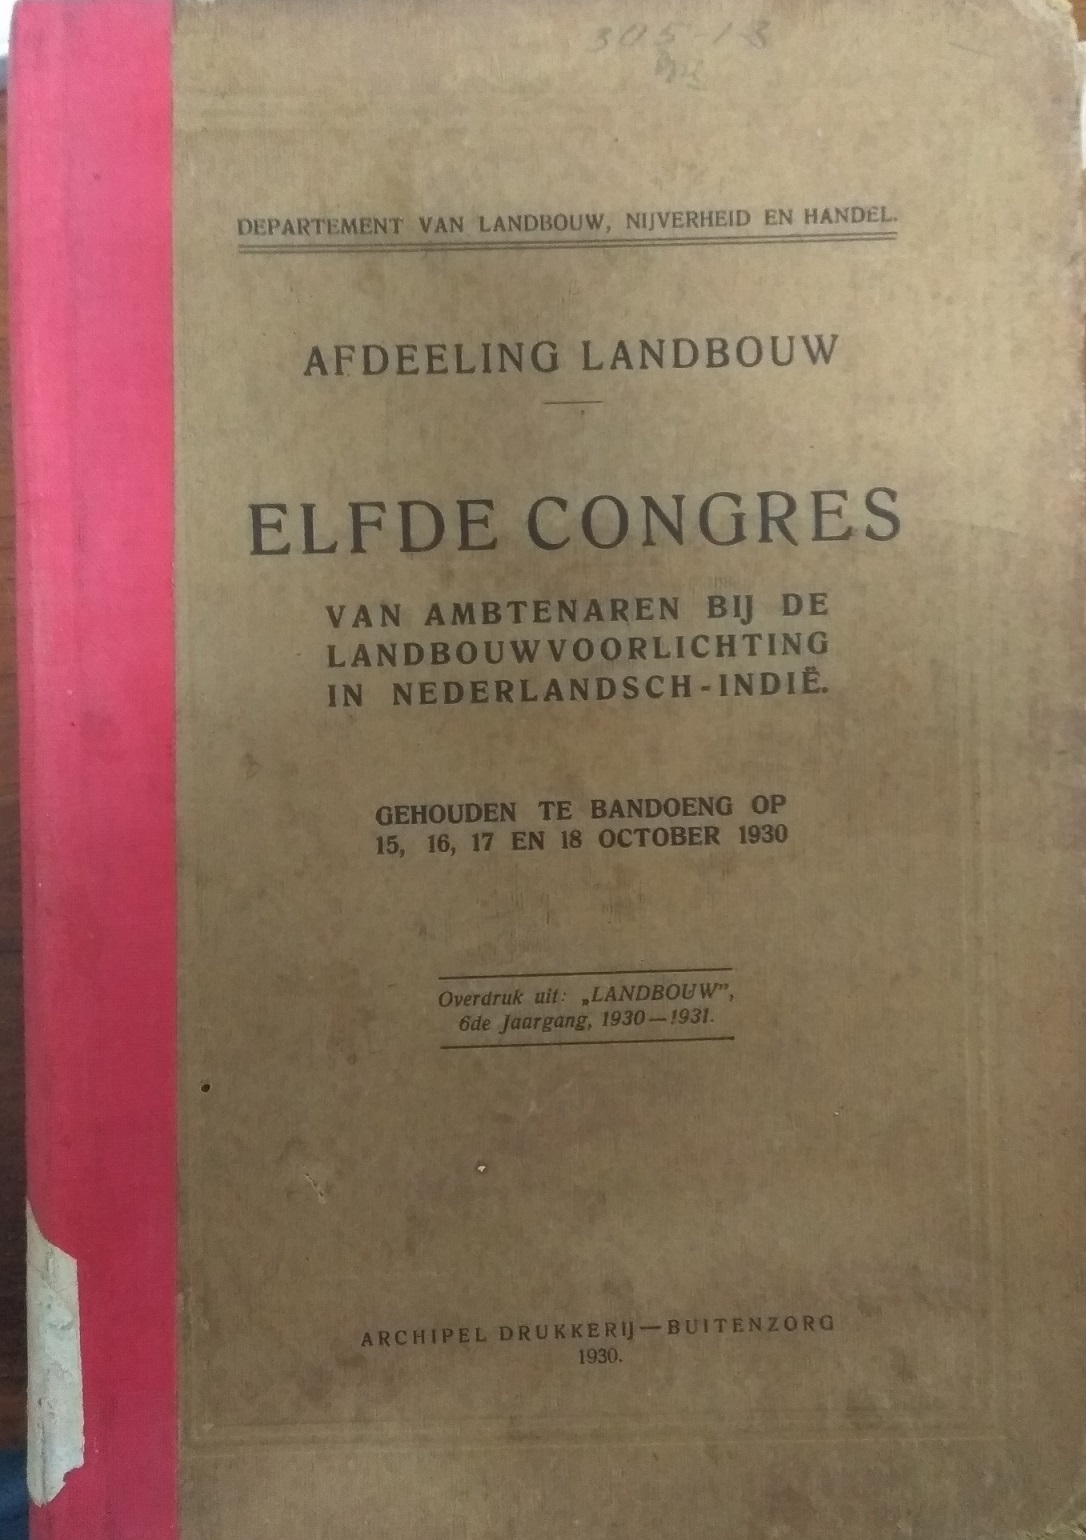 305-13
DEPARTEMENT VAN LANDBOUW, NIJVERHEID EN HANDEL.
AFDEELING LANDBOUW
ELFDE CONGRES
VAN AMBTENAREN BIJ DE
LANDBOUWVOORLICHTING
IN NEDERLANDSCH-INDIË.
GEHOUDEN TE BANDOENG OP
15, 16, 17 EN 18 OCTOBER 1930
Overdruk uit: „LANDBOUW”,
6de Jaargang, 1930—1931.
ARCHIPEL DRUKKERIJ—BUITENZORG
1930.